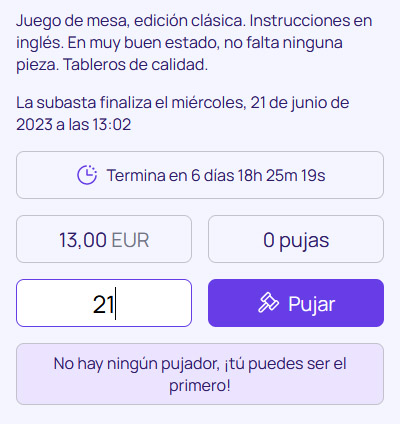 Juego de mesa, edición clásica. Instrucciones en
inglés. En muy buen estado, no falta ninguna
pieza. Tableros de calidad.
La subasta finaliza el miércoles, 21 de junio de
2023 a las 13:02
Termina en 6 días 18h 25m 19s
13,00 EUR
0 pujas
21
Pujar
No hay ningún pujador, ¡tú puedes ser el
primero!